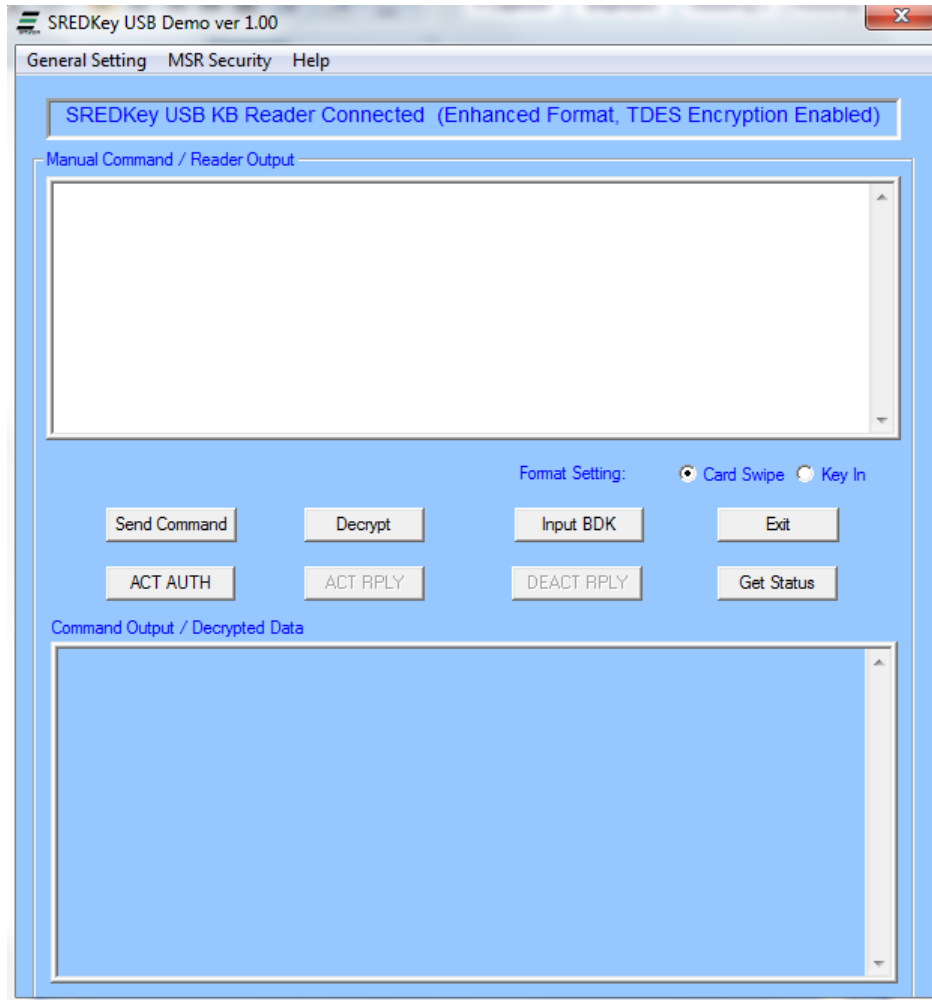 SREDKey USB Demo ver 1.00
General Setting MSR Security Help
SREDKey USB KB Reader Connected (Enhanced Format, TDES Encryption Enabled)
Manual Command / Reader Output
Format Setting: Card Swipe Key In
Send Command Decrypt Input BDK Exit
ACT AUTH ACT RPLY DEACT RPLY Get Status
Command Output / Decrypted Data